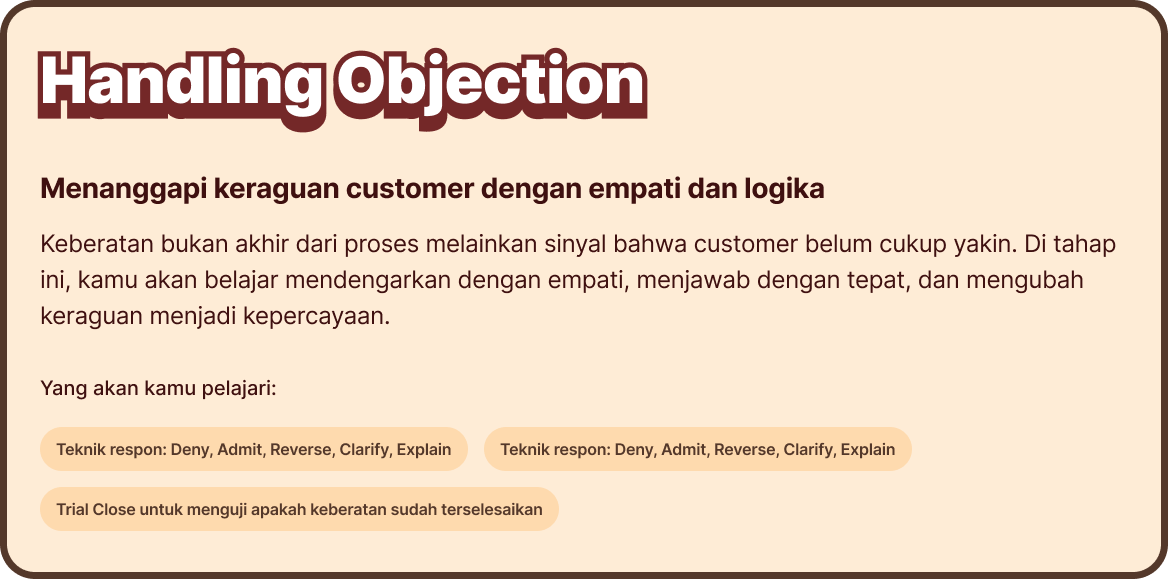 Handling Objection
Menanggapi keraguan customer dengan empati dan logika
Keberatan bukan akhir dari proses melainkan sinyal bahwa customer belum cukup yakin. Di tahap
ini, kamu akan belajar mendengarkan dengan empati, menjawab dengan tepat, dan mengubah
keraguan menjadi kepercayaan.
Yang akan kamu pelajari:
Teknik respon: Deny, Admit, Reverse, Clarify, Explain
Teknik respon: Deny, Admit, Reverse, Clarify, Explain
Trial Close untuk menguji apakah keberatan sudah terselesaikan